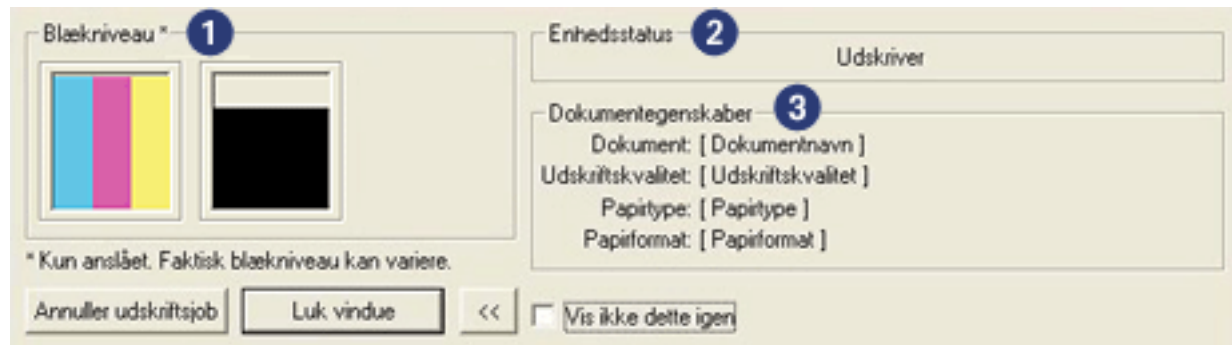 Blækniveau * 1
* Kun anslået. Faktisk blækniveau kan variere.
Annuller udskriftsjob
Luk vindue
<<
Enhedsstatus 2
Udskriver
Dokumentegenskaber 3
Dokument: [ Dokumentnavn ]
Udskriftskvalitet: [ Udskriftskvalitet ]
Papirtype: [ Papirtype ]
Papirformat: [ Papirformat ]
Vis ikke dette igen